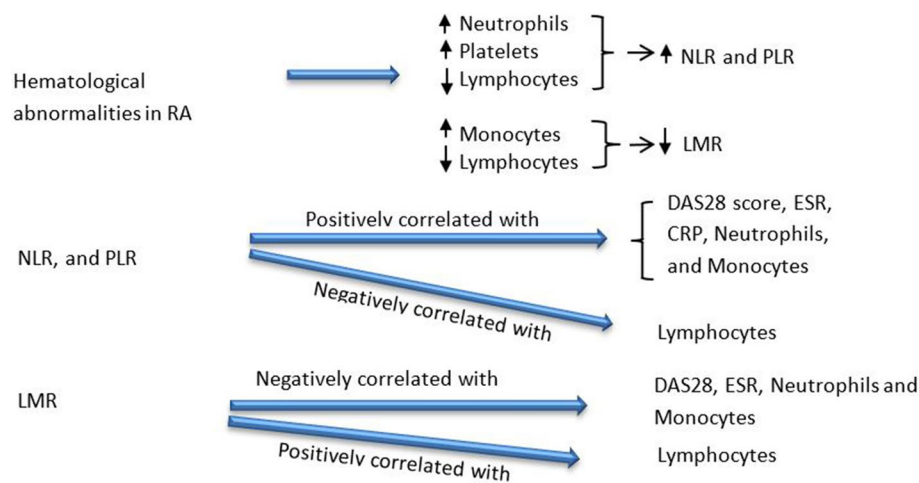 Hematological
abnormalities in RA
Neutrophils
Platelets
Lymphocytes
NLR and PLR
Monocytes
Lymphocytes
LMR
NLR, and PLR
Positively correlated with
DAS28 score, ESR,
CRP, Neutrophils,
and Monocytes
Negatively correlated with
Lymphocytes
LMR
Negatively correlated with
DAS28, ESR, Neutrophils and
Monocytes
Positively correlated with
Lymphocytes